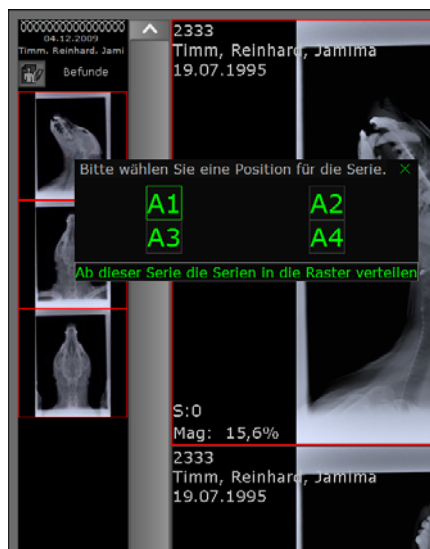 04.12.2009
Timm, Reinhard, Jami
Befunde
2333
Timm, Reinhard, Jamima
19.07.1995
Bitte wählen Sie eine Position für die Serie.
A1
A2
A3
A4
Ab dieser Serie die Serien in die Raster verteilen
S:0
Mag: 15,6%
2333
Timm, Reinhard, Jamima
19.07.1995